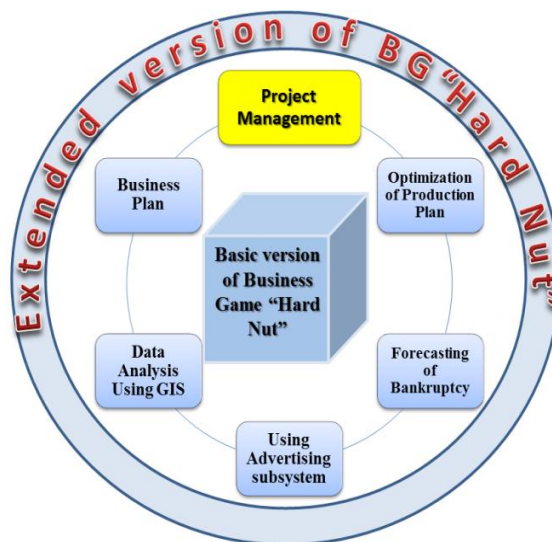 Extended version of BG “Hard Nut”
Project
Management
Business
Plan
Optimization
of Production
Plan
Basic version
of Business
Game “Hard
Nut”
Data
Analysis
Using GIS
Forecasting
of
Bankruptcy
Using
Advertising
subsystem